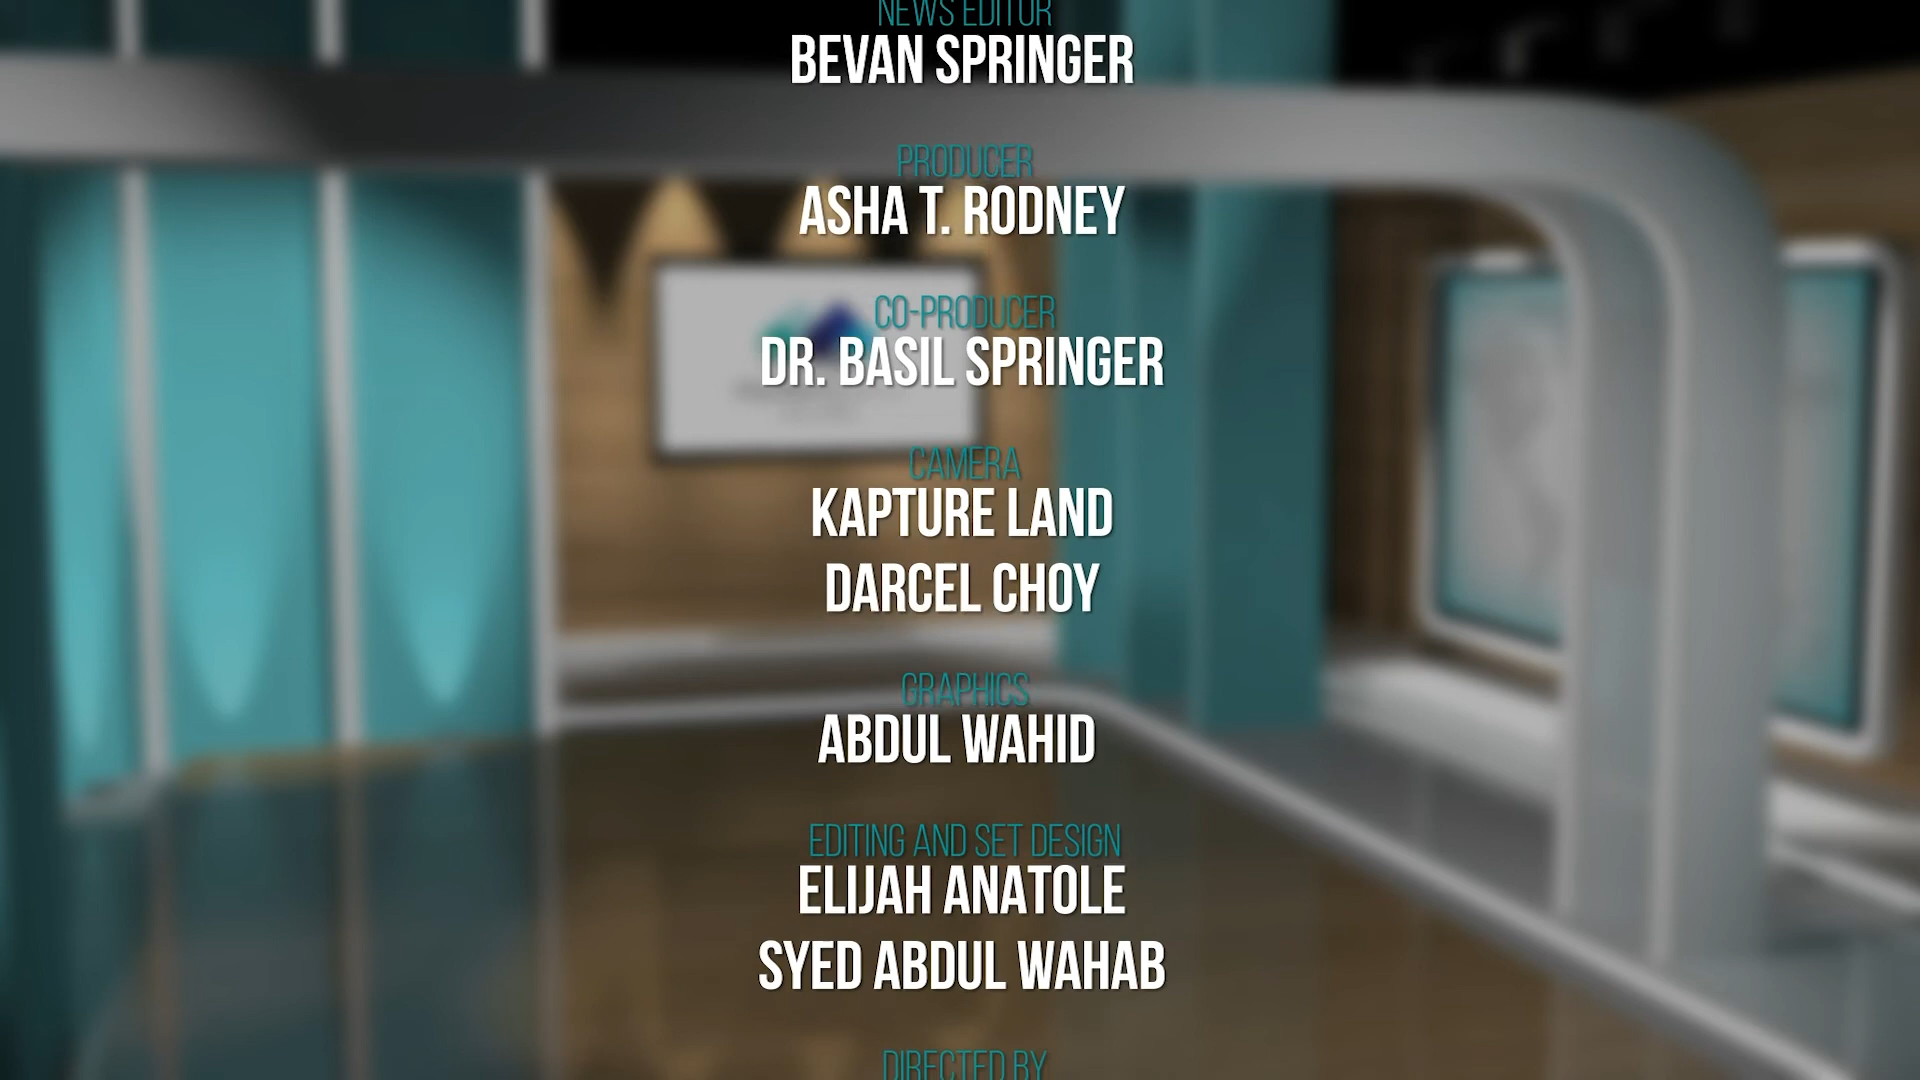 NEWS EDITOR
BEVAN SPRINGER
PRODUCER
ASHA T. RODNEY
CO-PRODUCER
DR. BASIL SPRINGER
CAMERA
KAPTURE LAND
DARCEL CHOY
GRAPHICS
ABDUL WAHID
EDITING AND SET DESIGN
ELIJAH ANATOLE
SYED ABDUL WAHAB
DIRECTED BY